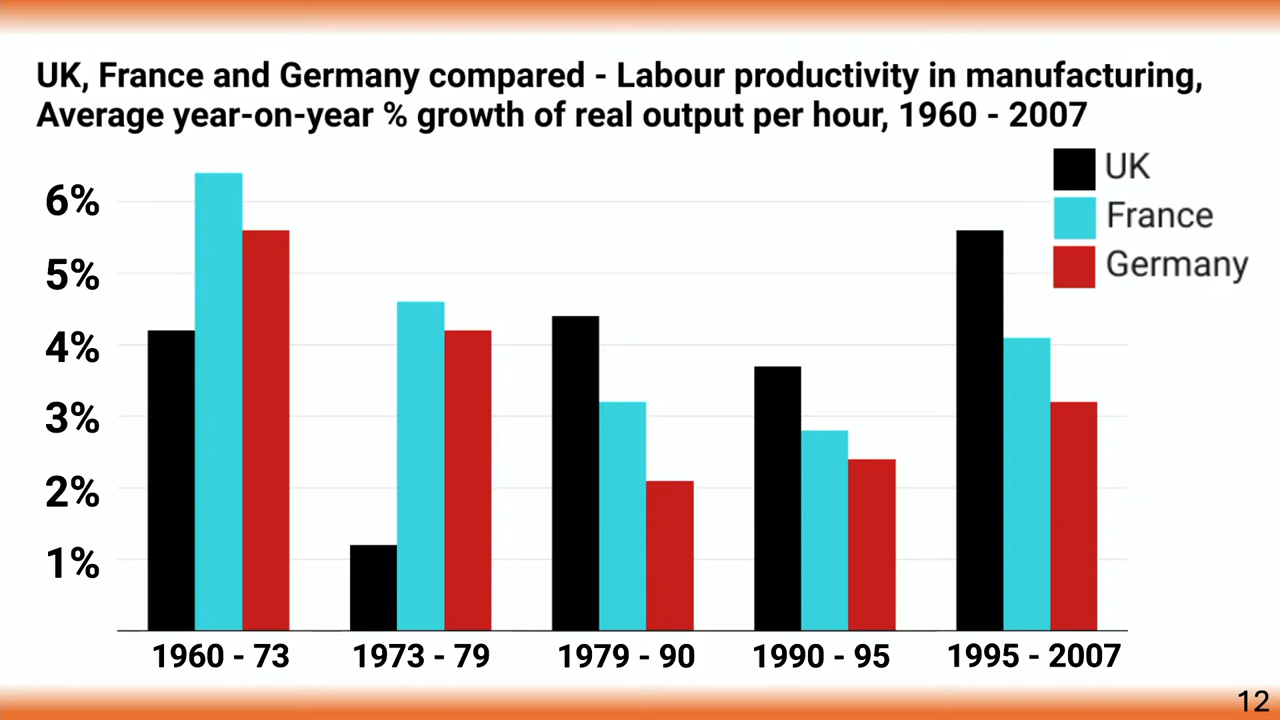 UK, France and Germany compared - Labour productivity in manufacturing,
Average year-on-year % growth of real output per hour, 1960 - 2007
UK
France
Germany
6%
5%
4%
3%
2%
1%
1960 - 73
1973 - 79
1979 - 90
1990 - 95
1995 - 2007
12